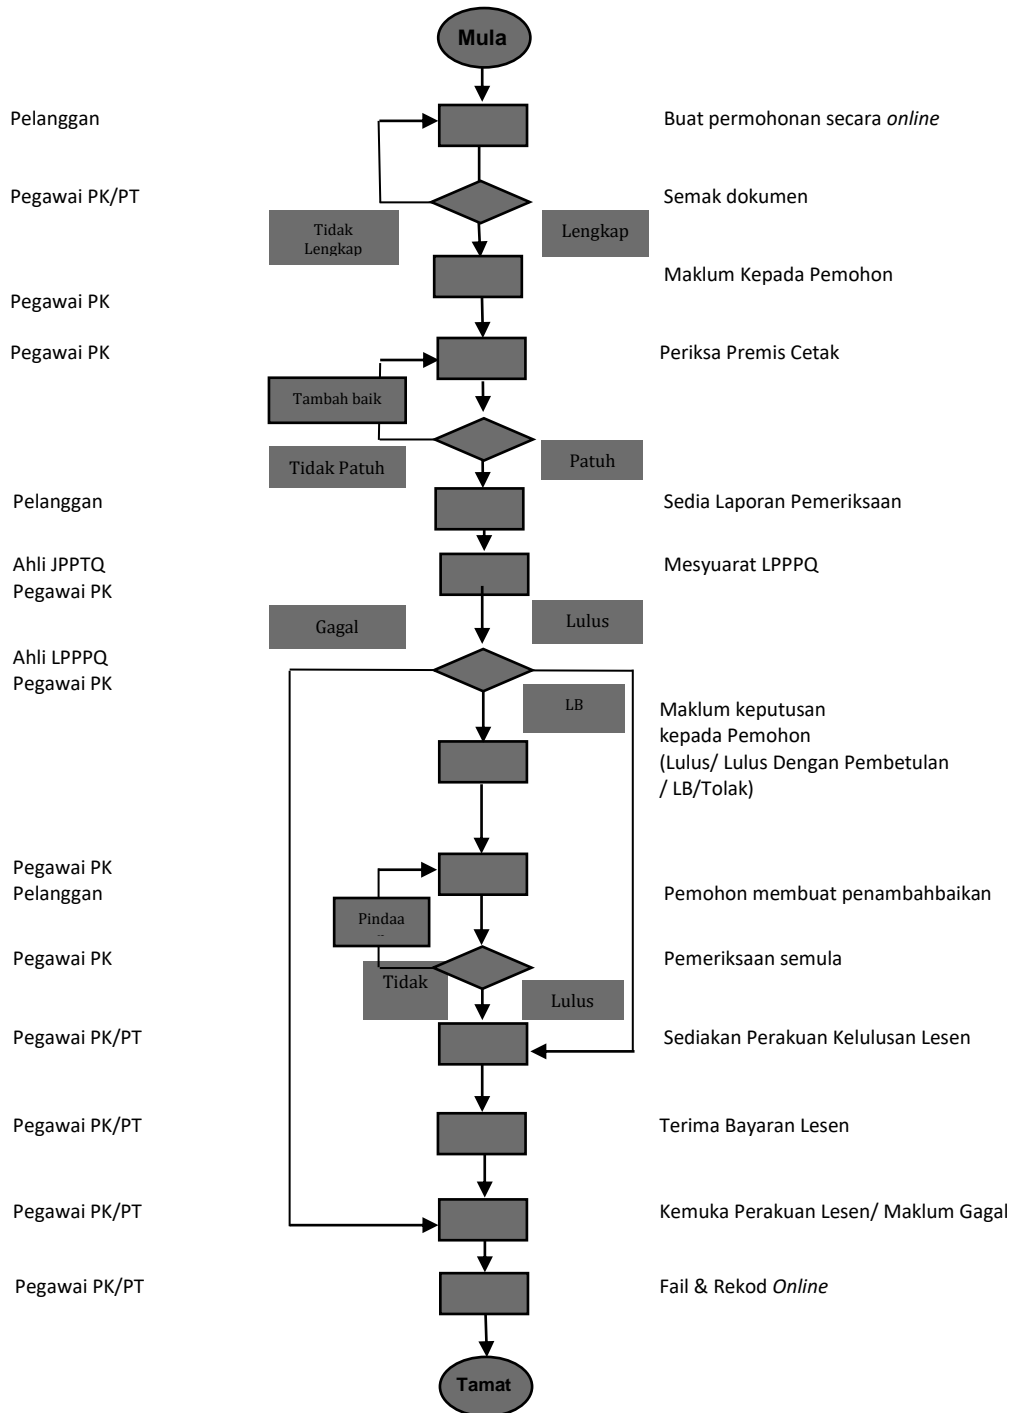 Mula
Pelanggan
Buat permohonan secara online
Pegawai PK/PT
Semak dokumen
Tidak
Lengkap
Lengkap
Maklum Kepada Pemohon
Pegawai PK
Pegawai PK
Periksa Premis Cetak
Tambah baik
Tidak Patuh
Patuh
Pelanggan
Sedia Laporan Pemeriksaan
Ahli JPPTQ
Pegawai PK
Mesyuarat LPPPQ
Gagal
Lulus
Ahli LPPPQ
Pegawai PK
LB
Maklum keputusan
kepada Pemohon
(Lulus/ Lulus Dengan Pembetulan
/ LB/Tolak)
Pegawai PK
Pelanggan
Pemohon membuat penambahbaikan
Pindaa
Pegawai PK
Pemeriksaan semula
Tidak
Lulus
Pegawai PK/PT
Sediakan Perakuan Kelulusan Lesen
Pegawai PK/PT
Terima Bayaran Lesen
Pegawai PK/PT
Kemuka Perakuan Lesen/ Maklum Gagal
Pegawai PK/PT
Fail & Rekod Online
Tamat